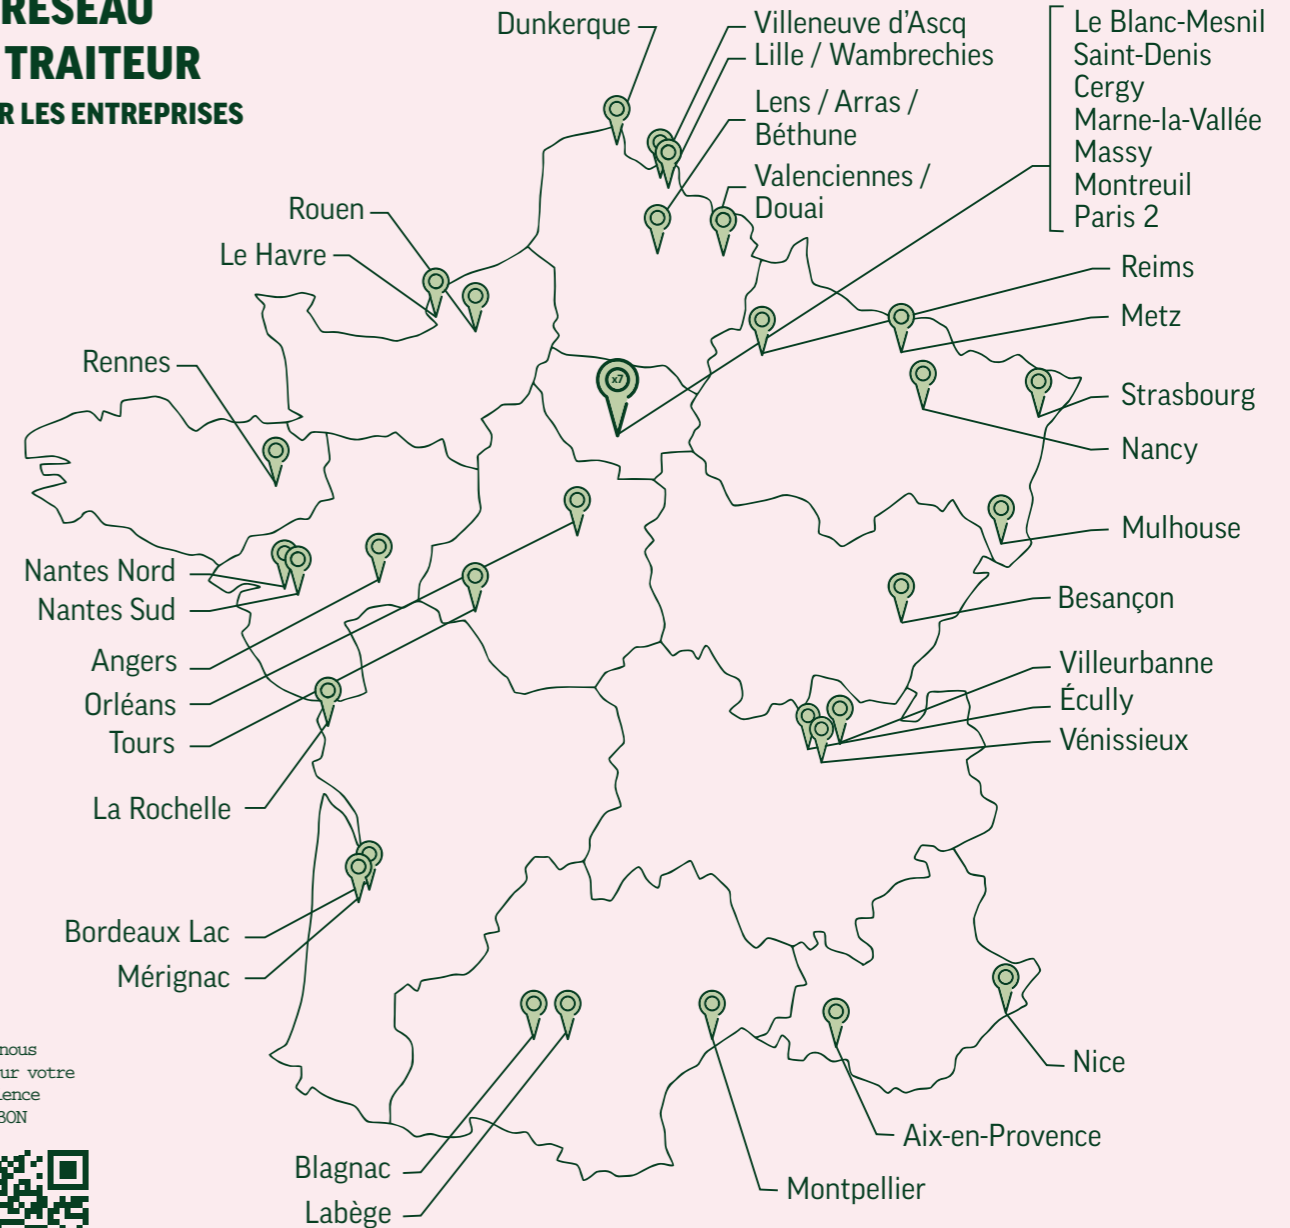 RÉSEAU
TRAITEUR
R LES ENTREPRISES
Dunkerque
Villeneuve d'Ascq
Lille / Wambrechies
Lens / Arras /
Béthune
Valenciennes /
Douai
Le Blanc-Mesnil
Saint-Denis
Cergy
Marne-la-Vallée
Massy
Montreuil
Paris 2
Rouen
Le Havre
Reims
Metz
Rennes
x7
Strasbourg
Nancy
Mulhouse
Nantes Nord
Nantes Sud
Besançon
Angers
Orléans
Tours
Villeurbanne
Écully
Vénissieux
La Rochelle
Bordeaux Lac
Mérignac
nous
ur votre
ience
BON
Nice
Aix-en-Provence
Blagnac
Labège
Montpellier